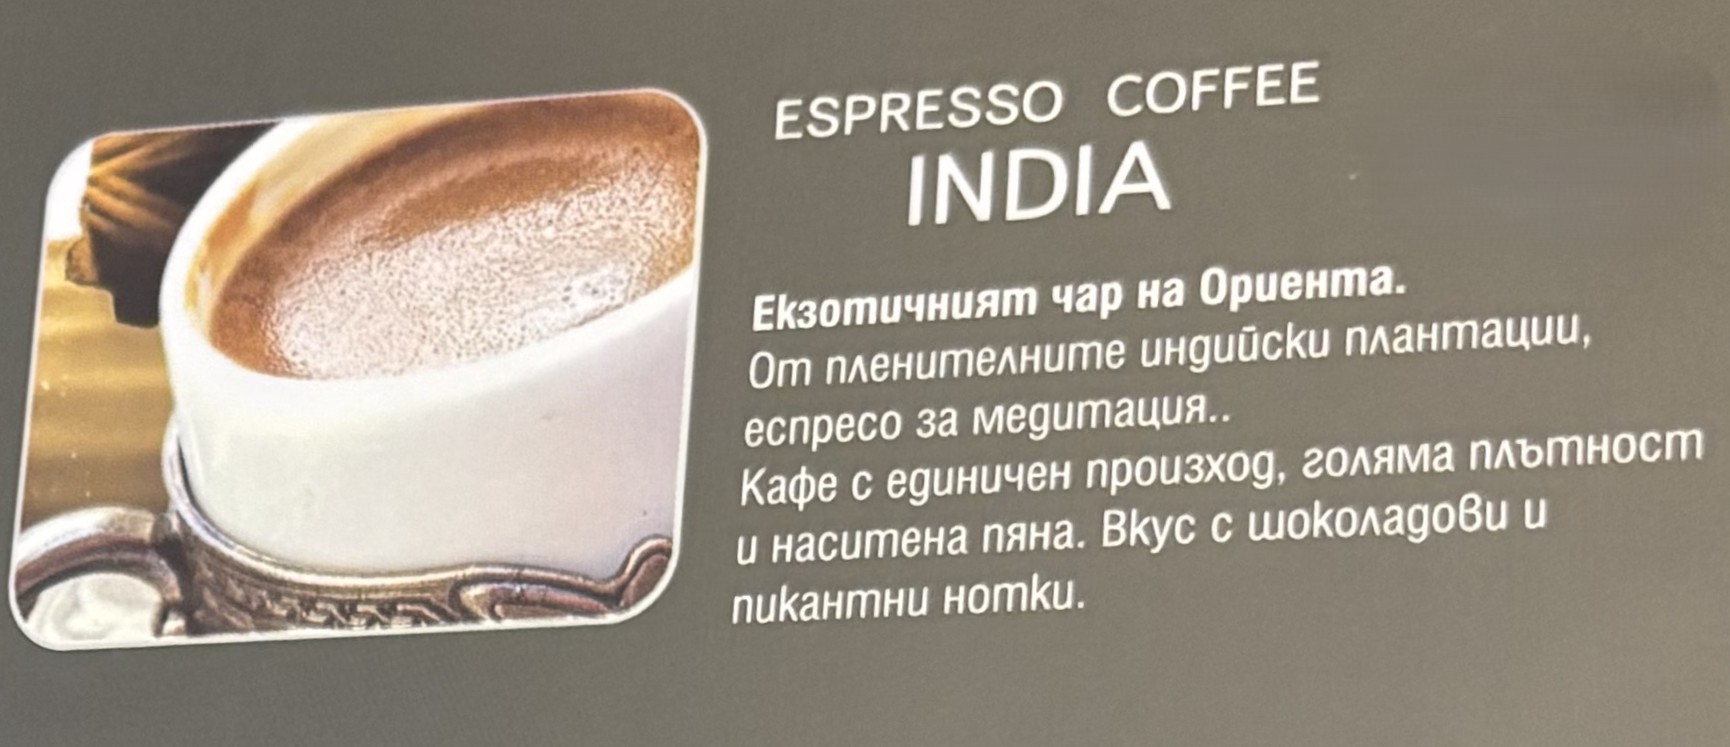 ESPRESSO COFFEE
INDIA
Екзотичният чар на Ориента.
От пленителните индийски плантации,
еспресо за медитация..
Кафе с единичен произход, голяма плътност
и наситена пяна. Вкус с шоколадови и
пикантни нотки.